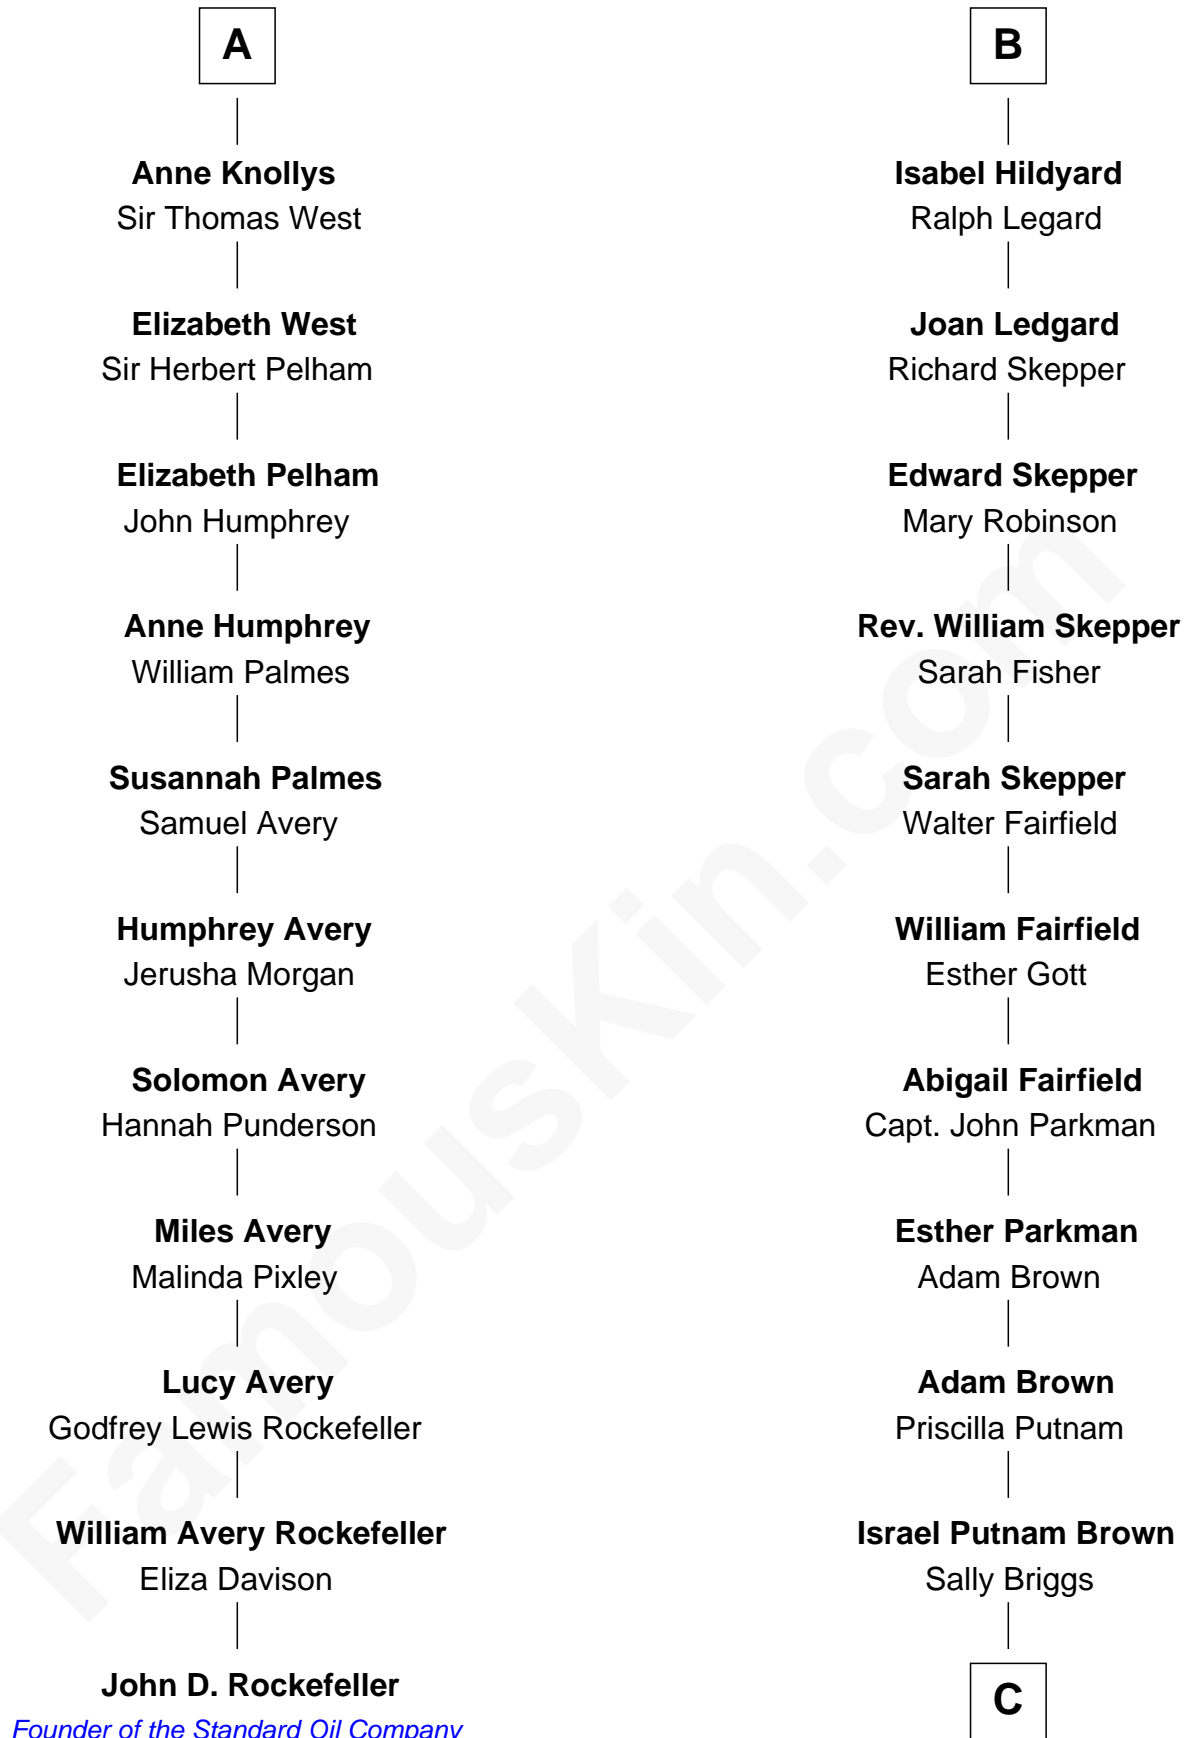 A
Anne Knollys
Sir Thomas West
Elizabeth West
Sir Herbert Pelham
Elizabeth Pelham
John Humphrey
Anne Humphrey
William Palmes
Susannah Palmes
Samuel Avery
Humphrey Avery
Jerusha Morgan
Solomon Avery
Hannah Punderson
Miles Avery
Malinda Pixley
Lucy Avery
Godfrey Lewis Rockefeller
William Avery Rockefeller
Eliza Davison
John D. Rockefeller
Founder of the Standard Oil Company
B
Isabel Hildyard
Ralph Legard
Joan Ledgard
Richard Skepper
Edward Skepper
Mary Robinson
Rev. William Skepper
Sarah Fisher
Sarah Skepper
Walter Fairfield
William Fairfield
Esther Gott
Abigail Fairfield
Capt. John Parkman
Esther Parkman
Adam Brown
Adam Brown
Priscilla Putnam
Israel Putnam Brown
Sally Briggs
C
FamousKin.com